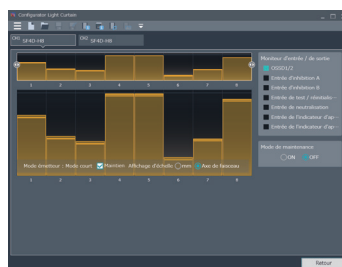 Configurator Light Curtain
CH1 SF4D-H8
CH2 SF4D-H8
1 2 3 4 5 6 7 8
Mode émetteur : Mode court Maintien Affichage d'échelle mm Axe de faisceau
1 2 3 4 5 6 7 8
Moniteur d'entrée / de sortie
OSSD1/2
Entrée d'inhibition A
Entrée d'inhibition B
Entrée de test / réinitialis···
Entrée de neutralisation
Entrée de l'indicateur d'ap···
Entrée de l'indicateur d'ap···
Mode de maintenance
ON OFF
Retour